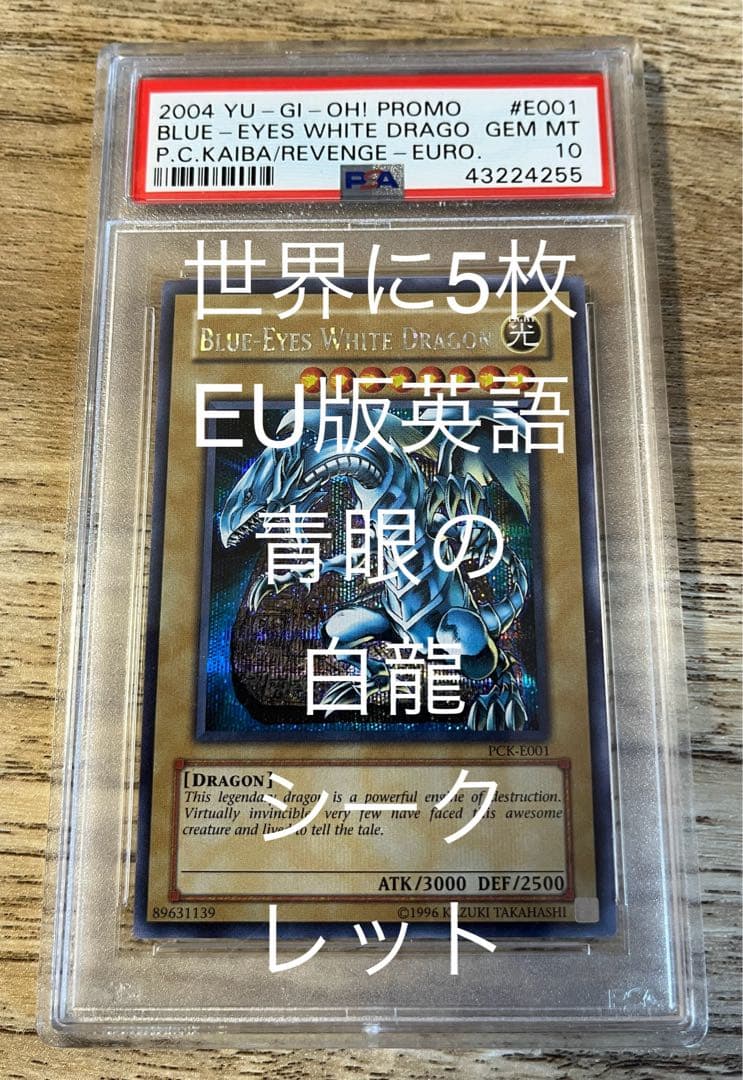 2004 YU-GI-OH! PROMO #E001
BLUE-EYES WHITE DRAGO GEM MT
P.C.KAIBA/REVENGE-EURO. 10
PSA 43224255
世界に5枚
BLUE-EYES WHITE DRAGON
LIGHT
光
EU版英語
青眼の
白龍
PCK-E001
[DRAGON]
This legendary dragon is a powerful engine of destruction.
シーク
Virtually invincible, very few have faced this awesome
creature and lived to tell the tale.
ATK/3000 DEF/2500
レット
89631139 ©1996 KAZUKI TAKAHASHI